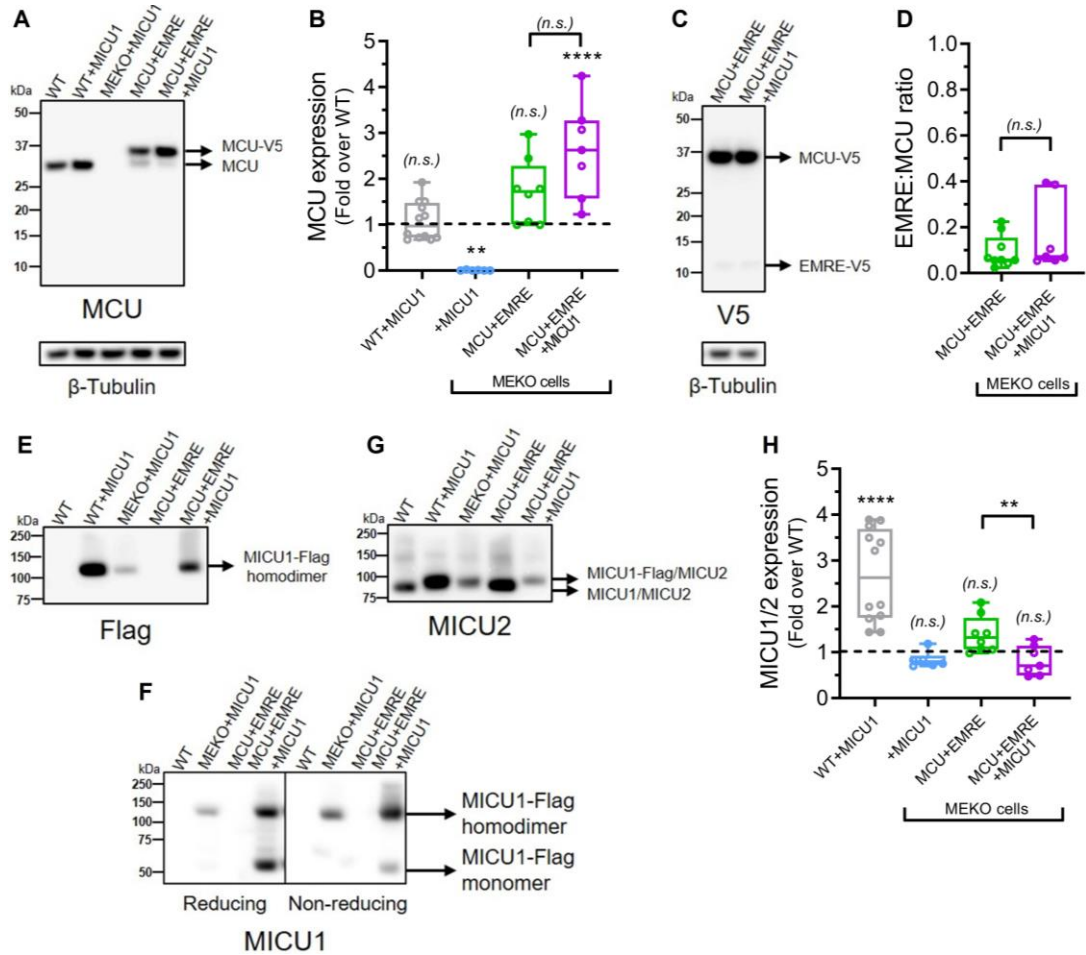 A
WT
WT+MICU1
MEKO+MICU1
MCU+EMRE
MCU+EMRE
+MICU1
kDa
50
37
25
20
15
10
MCU-V5
MCU
MCU
β-Tubulin
B
MCU expression
(Fold over WT)
5
4
3
2
1
0
(n.s.)
**
(n.s.)
(n.s.)
****
WT+MICU1
+MICU1
MCU+EMRE
MCU+EMRE
+MICU1
MEKO cells
C
MCU+EMRE
MCU+EMRE
+MICU1
kDa
50
37
25
20
15
10
MCU-V5
EMRE-V5
V5
β-Tubulin
D
EMRE:MCU ratio
1.0
0.8
0.6
0.4
0.2
0.0
(n.s.)
MCU+EMRE
MCU+EMRE
+MICU1
MEKO cells
E
WT
WT+MICU1
MEKO+MICU1
MCU+EMRE
MCU+EMRE
+MICU1
kDa
250
150
100
75
MICU1-Flag
homodimer
Flag
G
WT
WT+MICU1
MEKO+MICU1
MCU+EMRE
MCU+EMRE
+MICU1
kDa
250
150
100
75
MICU1-Flag/MICU2
MICU1/MICU2
MICU2
H
MICU1/2 expression
(Fold over WT)
5
4
3
2
1
0
****
(n.s.)
(n.s.)
**
(n.s.)
WT+MICU1
+MICU1
MCU+EMRE
MCU+EMRE
+MICU1
MEKO cells
F
WT
MEKO+MICU1
MCU+EMRE
MCU+EMRE
+MICU1
WT
MEKO+MICU1
MCU+EMRE
MCU+EMRE
+MICU1
kDa
250
150
100
75
50
MICU1-Flag
homodimer
MICU1-Flag
monomer
Reducing
Non-reducing
MICU1